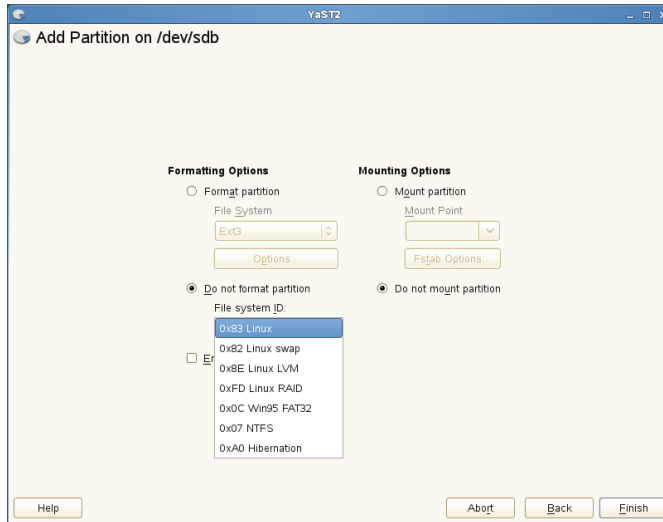 YaST2
Add Partition on /dev/sdb
Formatting Options
Format partition
File System
Ext3
Options...
Do not format partition
File system ID:
0x83 Linux
0x82 Linux swap
0x8E Linux LVM
0xFD Linux RAID
0x0C Win95 FAT32
0x07 NTFS
0xA0 Hibernation
Mounting Options
Mount partition
Mount Point
Fstab Options...
Do not mount partition
Help
Abort
Back
Finish